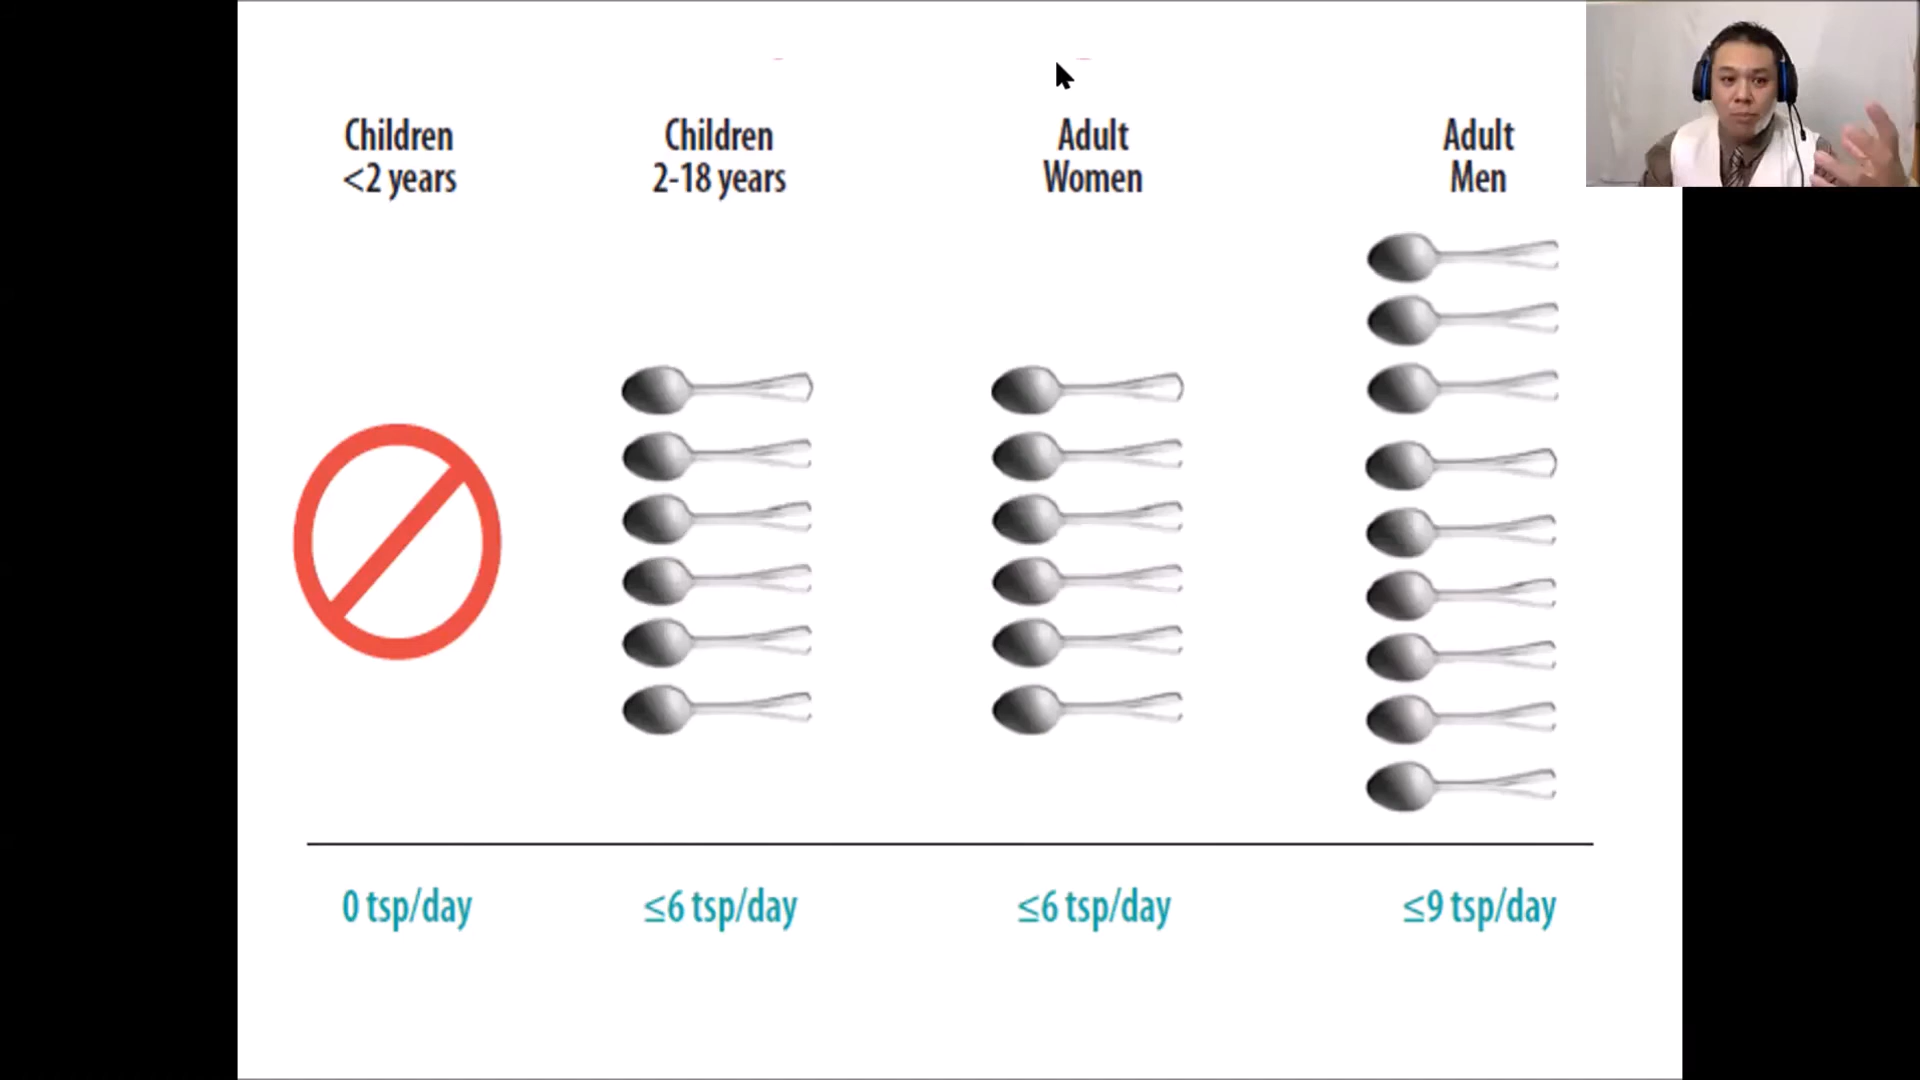 Children
<2 years
Children
2-18 years
Adult
Women
Adult
Men
0 tsp/day
≤6 tsp/day
≤6 tsp/day
≤9 tsp/day